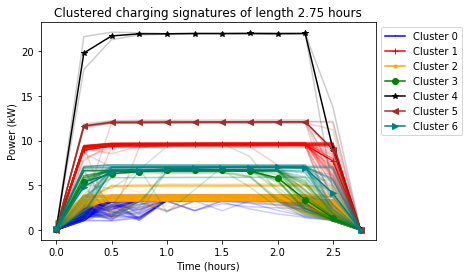 Clustered charging signatures of length 2.75 hours
Power (kW)
20
15
10
5
0
0.0 0.5 1.0 1.5 2.0 2.5
Time (hours)
Cluster 0
Cluster 1
Cluster 2
Cluster 3
Cluster 4
Cluster 5
Cluster 6